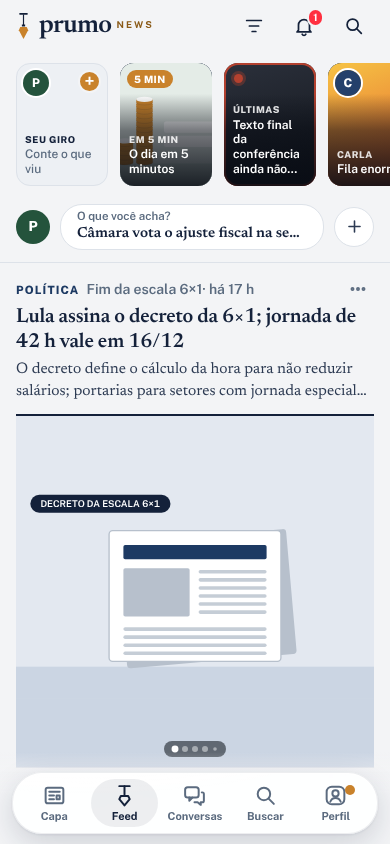 prumo NEWS
1
P
+
SEU GIRO
Conte o que
viu
5 MIN
EM 5 MIN
O dia em 5
minutos
ÚLTIMAS
Texto final
da
conferência
ainda não...
C
CARLA
Fila enorr
P
O que você acha?
Câmara vota o ajuste fiscal na se...
+
POLÍTICA Fim da escala 6×1· há 17 h
Lula assina o decreto da 6×1; jornada de
42 h vale em 16/12
O decreto define o cálculo da hora para não reduzir
salários; portarias para setores com jornada especial...
DECRETO DA ESCALA 6×1
Capa
Feed
Conversas
Buscar
Perfil